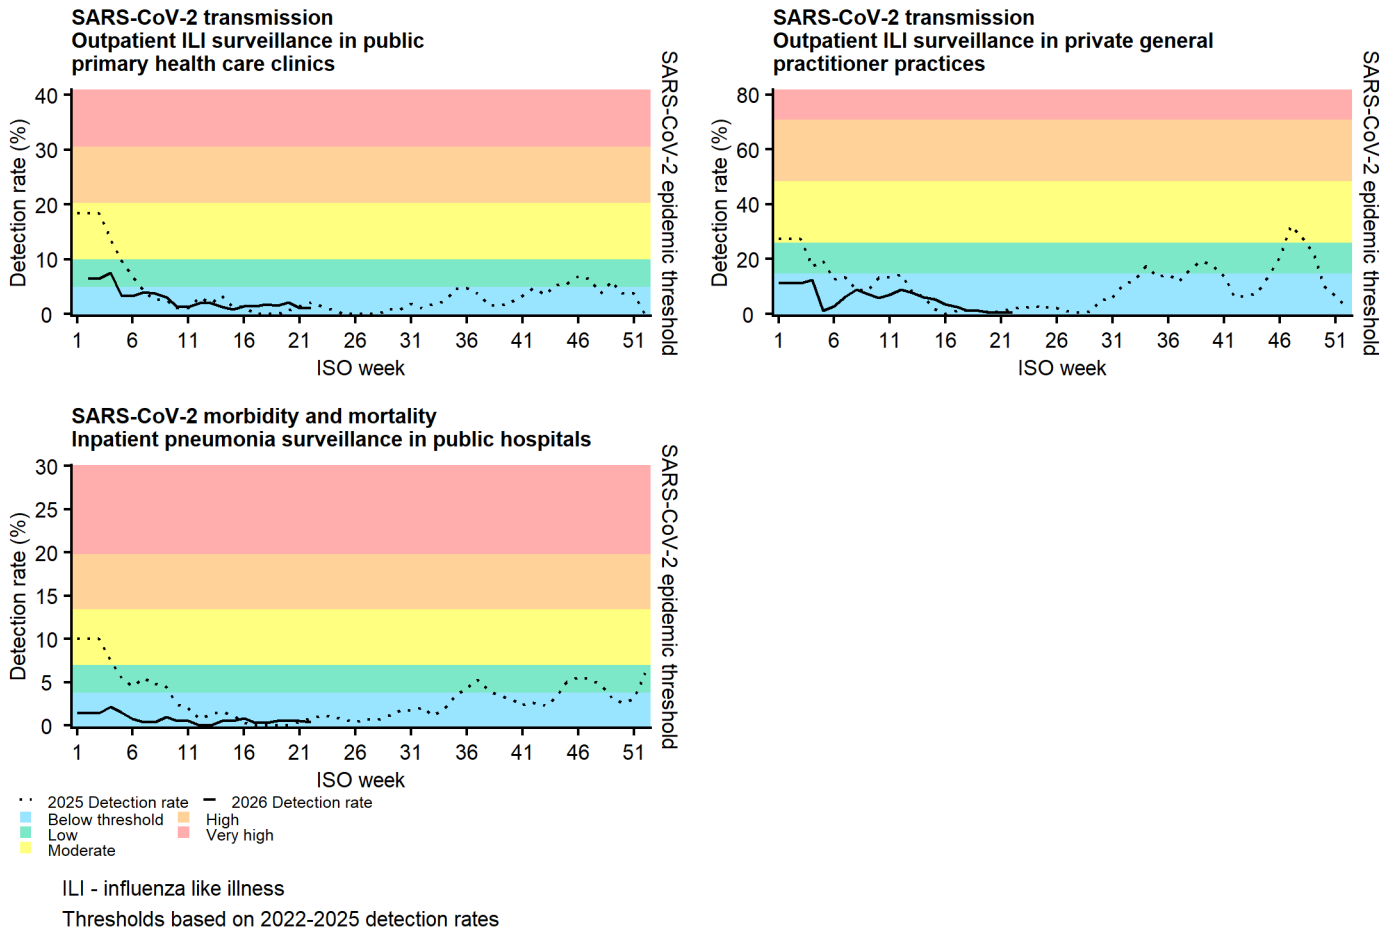 SARS-CoV-2 transmission
Outpatient ILI surveillance in public
primary health care clinics
Detection rate (%)
40
30
20
10
0
1 6 11 16 21 26 31 36 41 46 51
ISO week
SARS-CoV-2 epidemic threshold
SARS-CoV-2 transmission
Outpatient ILI surveillance in private general
practitioner practices
Detection rate (%)
80
60
40
20
0
1 6 11 16 21 26 31 36 41 46 51
ISO week
SARS-CoV-2 epidemic threshold
SARS-CoV-2 morbidity and mortality
Inpatient pneumonia surveillance in public hospitals
Detection rate (%)
30
25
20
15
10
5
0
1 6 11 16 21 26 31 36 41 46 51
ISO week
SARS-CoV-2 epidemic threshold
2025 Detection rate 2026 Detection rate
Below threshold High
Low Very high
Moderate
ILI - influenza like illness
Thresholds based on 2022-2025 detection rates